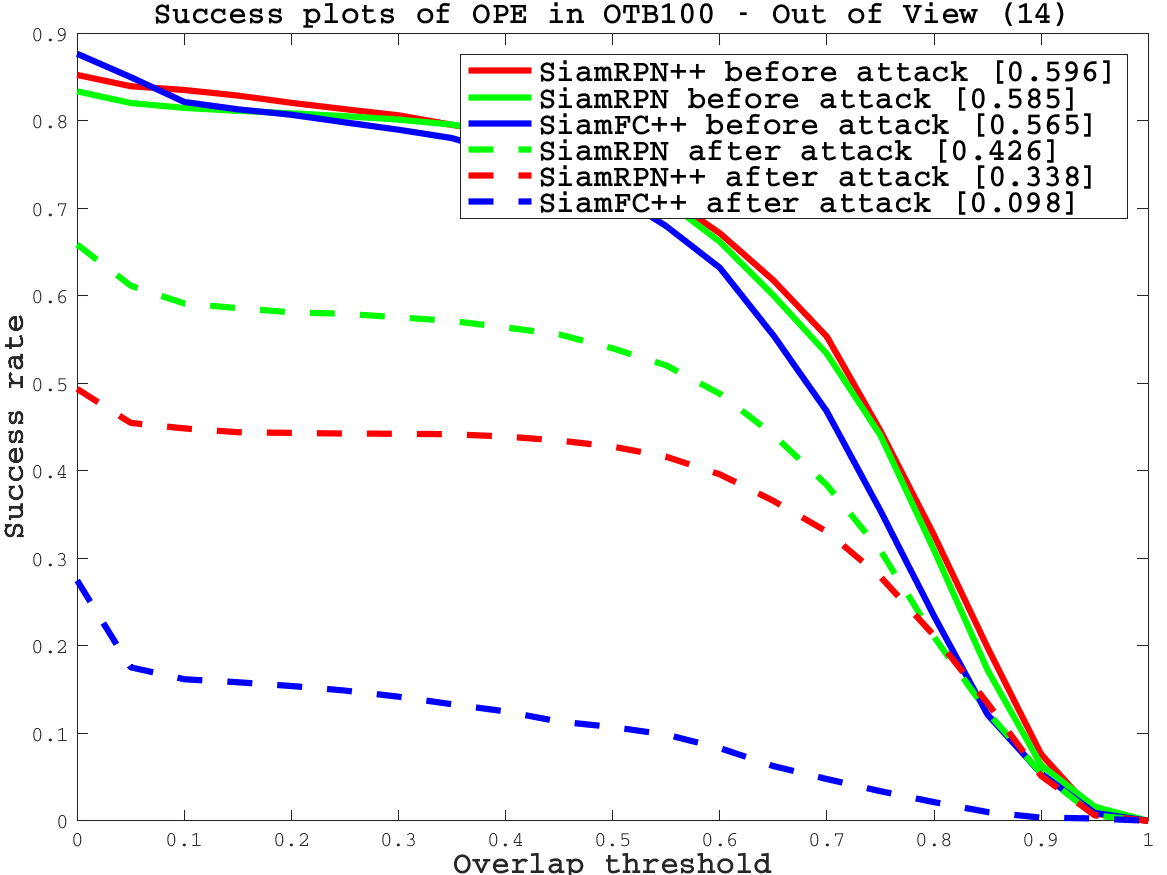 Success plots of OPE in OTB100 - Out of View (14)
SiamRPN++ before attack [0.596]
SiamRPN before attack [0.585]
SiamFC++ before attack [0.565]
SiamRPN after attack [0.426]
SiamRPN++ after attack [0.338]
SiamFC++ after attack [0.098]
Success rate
0.9
0.8
0.7
0.6
0.5
0.4
0.3
0.2
0.1
0
0 0.1 0.2 0.3 0.4 0.5 0.6 0.7 0.8 0.9 1
Overlap threshold